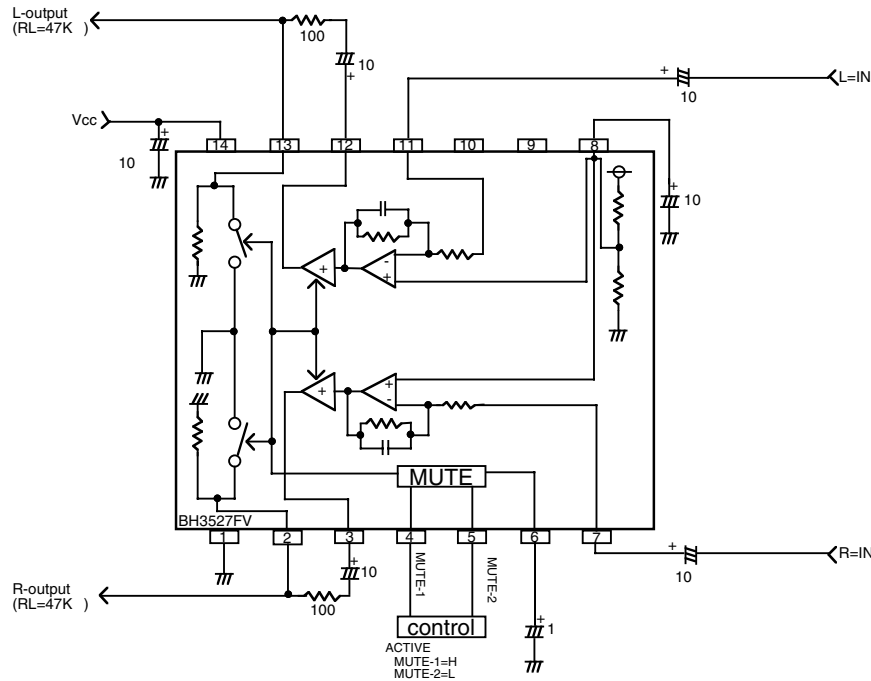 L-output
(RL=47K )
100
10
+
+
10
L=IN
Vcc
+
10
14
13
12
11
10
9
8
+
10
+
-
+
+
+
-
MUTE
BH3527FV
1
2
3
4
5
6
7
+
10
MUTE-1
MUTE-2
+
10
R=IN
R-output
(RL=47K )
100
control
+
1
ACTIVE
MUTE-1=H
MUTE-2=L